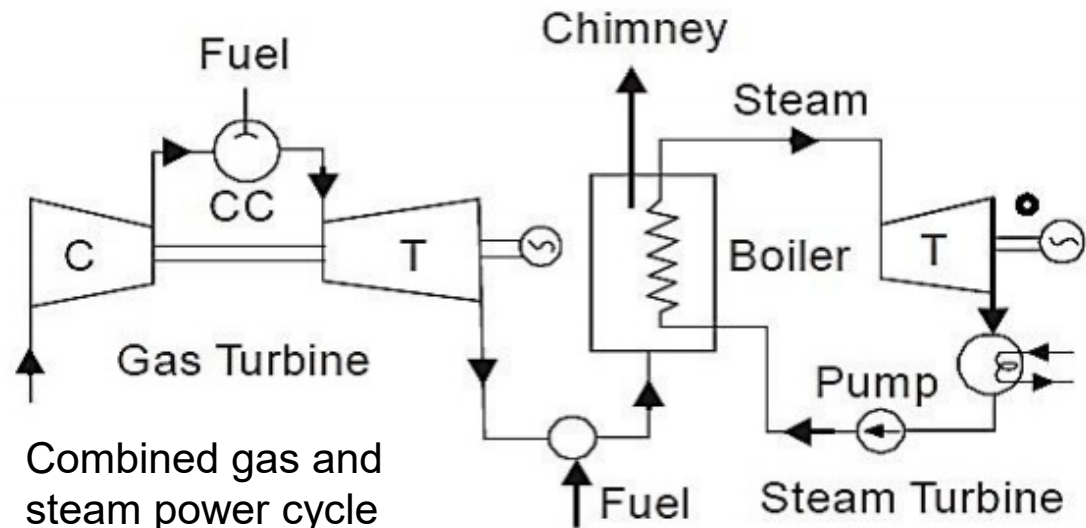 Chimney
Fuel
Steam
CC
C
T
Boiler
T
Gas Turbine
Pump
Combined gas and
steam power cycle
Fuel
Steam Turbine